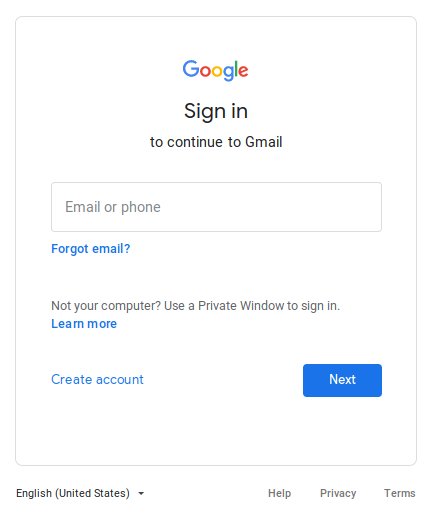 Google
Sign in
to continue to Gmail
Email or phone
Forgot email?
Not your computer? Use a Private Window to sign in.
Learn more
Create account
Next
English (United States)
Help
Privacy
Terms